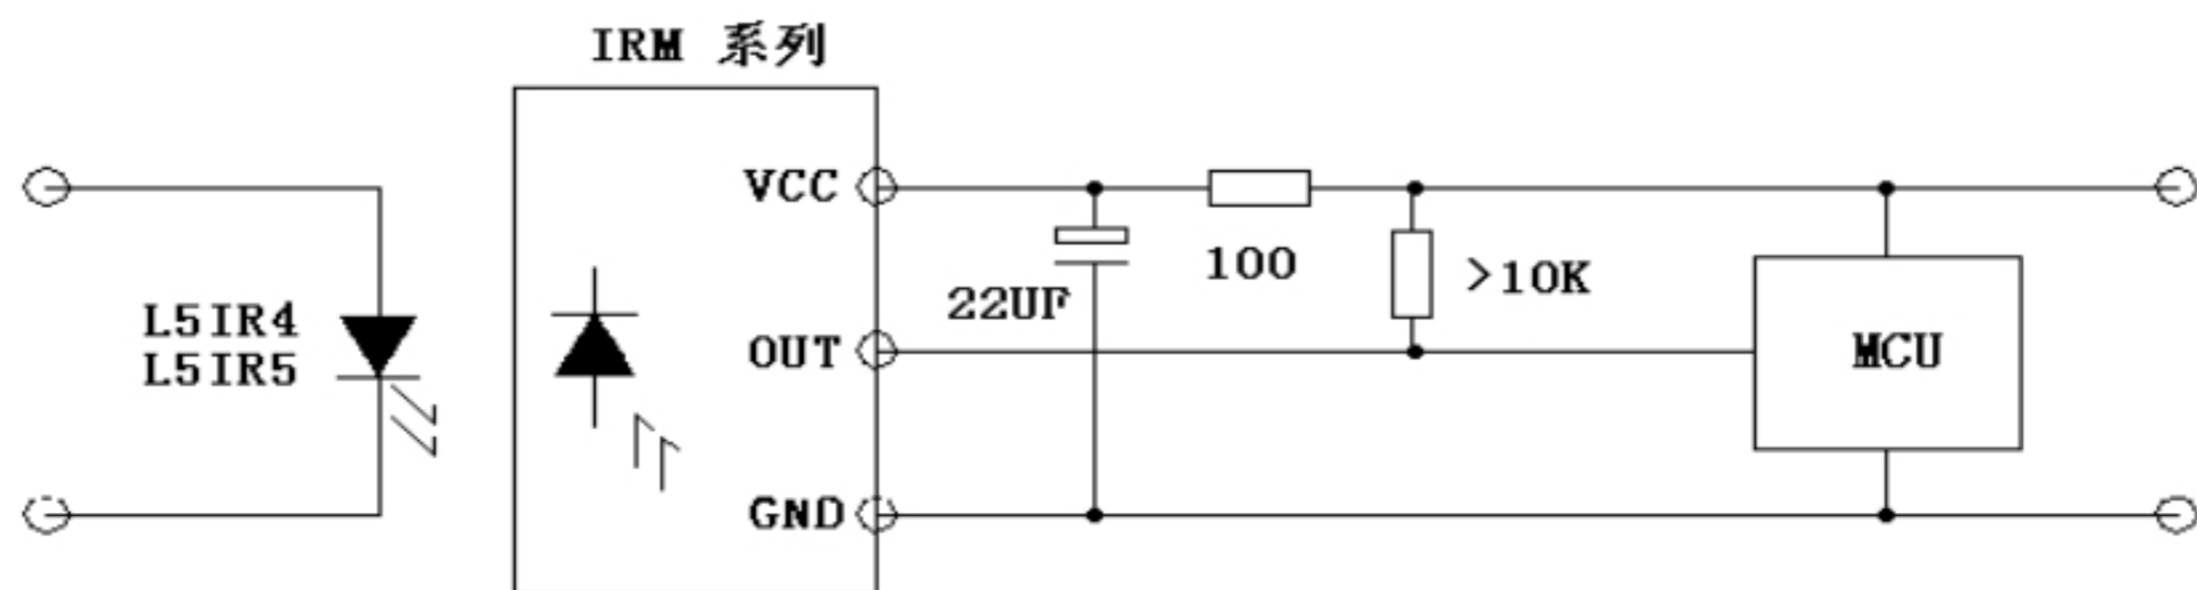 IRM 系列
VCC
100
>10K
22UF
L5IR4
L5IR5
OUT
MCU
GND